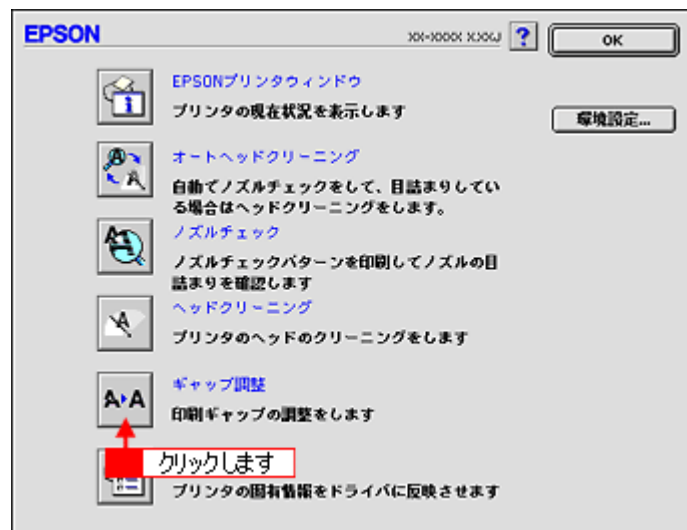 EPSON
XX-XXXX X.XXJ
?
OK
EPSONプリンタウィンドウ
プリンタの現在状況を表示します
環境設定...
オートヘッドクリーニング
自動でノズルチェックをして、目詰まりしてい
る場合はヘッドクリーニングをします。
ノズルチェック
ノズルチェックパターンを印刷してノズルの目
詰まりを確認します
ヘッドクリーニング
プリンタのヘッドのクリーニングをします
ギャップ調整
A▸A
印刷ギャップの調整をします
クリックします
プリンタの固有情報をドライバに反映させます